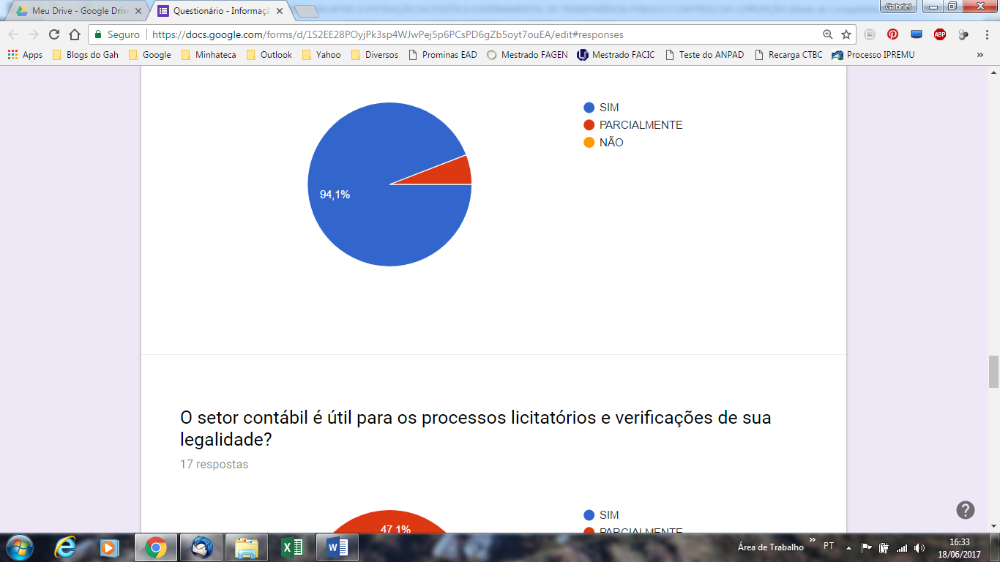 Meu Drive - Google Drive
Questionário - Informaçã
Gabriel
Seguro
https://docs.google.com/forms/d/1S2EE28POyjPk3sp4WJwPej5p6PCsPD6gZb5oyt7ouEA/edit#responses
ABP
Apps
Blogs do Gah
Google
Minhateca
Outlook
Yahoo
Diversos
Prominas EAD
Mestrado FAGEN
Mestrado FACIC
Teste do ANPAD
Recarga CTBC
Processo IPREMU
»
SIM
PARCIALMENTE
NÃO
94,1%
O setor contábil é útil para os processos licitatórios e verificações de sua
legalidade?
17 respostas
SIM
PARCIALMENTE
47,1%
Área de Trabalho
»
PT
16:33
18/06/2017